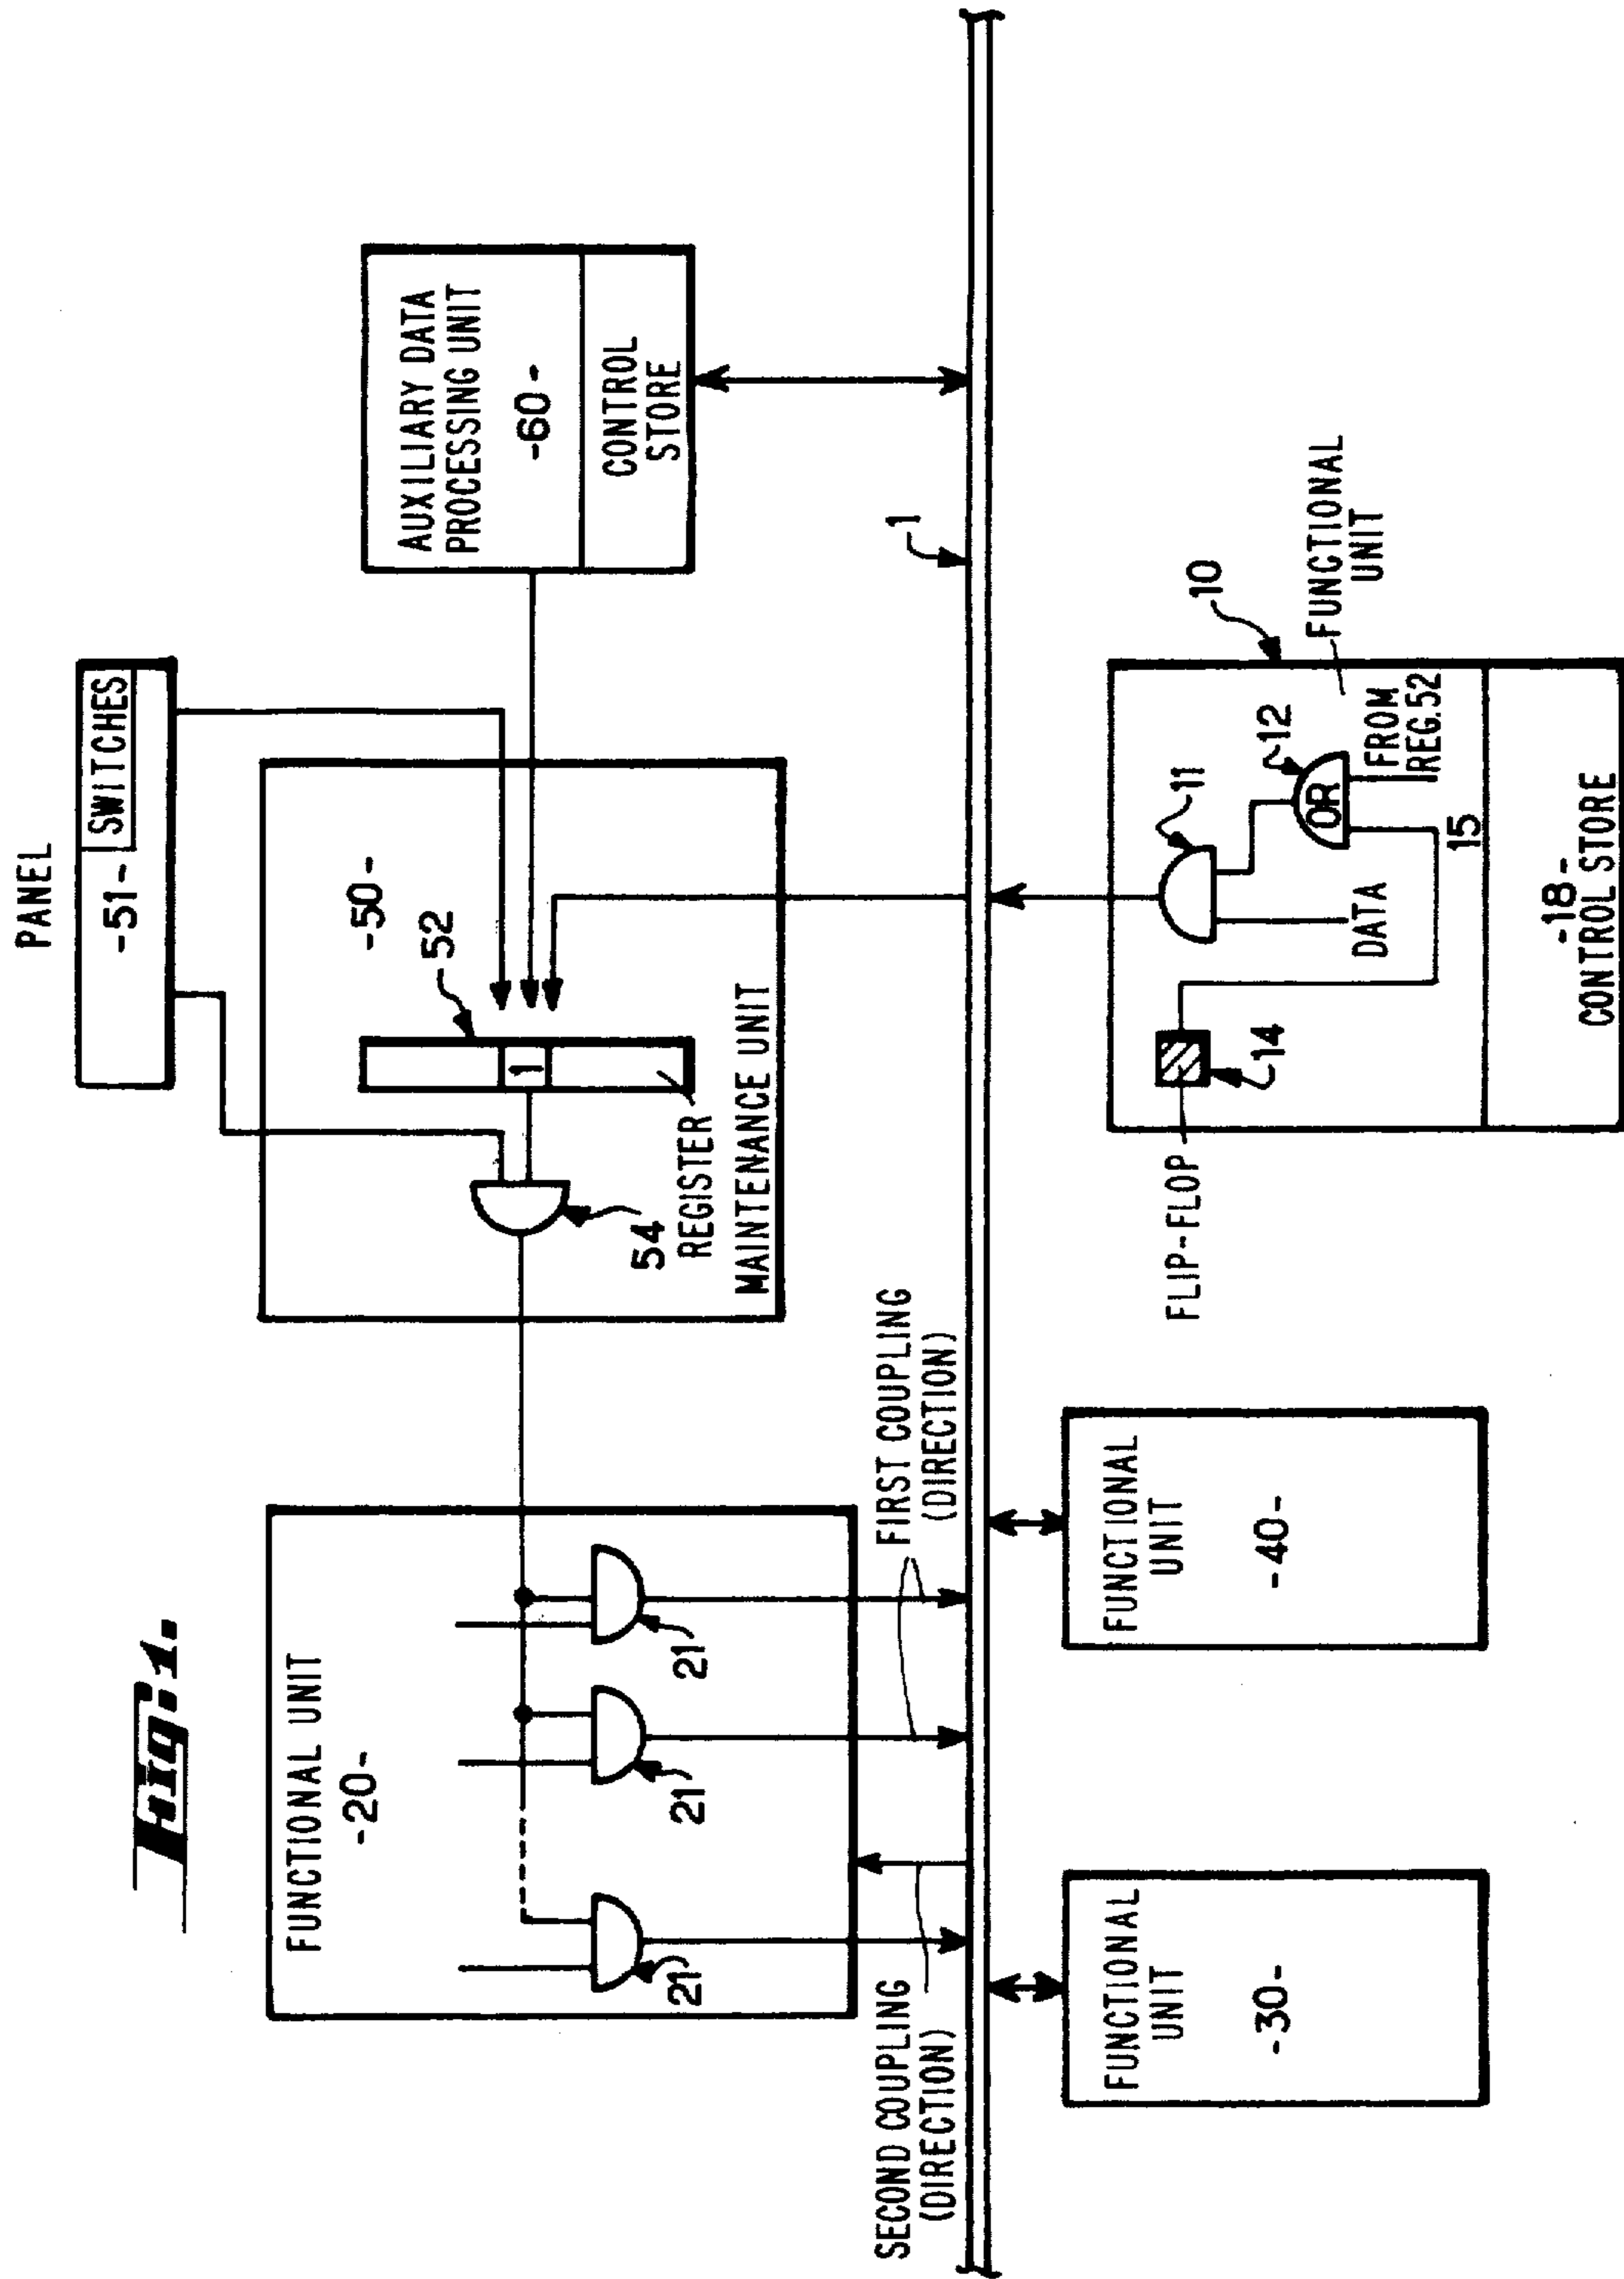 Fig:1.
PANEL
-51-
SWITCHES
FUNCTIONAL UNIT
-20-
21
21
21
-50-
52
1
54
REGISTER
MAINTENANCE UNIT
AUXILIARY DATA
PROCESSING UNIT
-60-
CONTROL
STORE
SECOND COUPLING
(DIRECTION)
FIRST COUPLING
(DIRECTION)
1
FUNCTIONAL
UNIT
-30-
FUNCTIONAL
UNIT
-40-
FLIP-FLOP
14
DATA
11
12
OR
FROM
REG.52
15
10
FUNCTIONAL
UNIT
-18-
CONTROL STORE